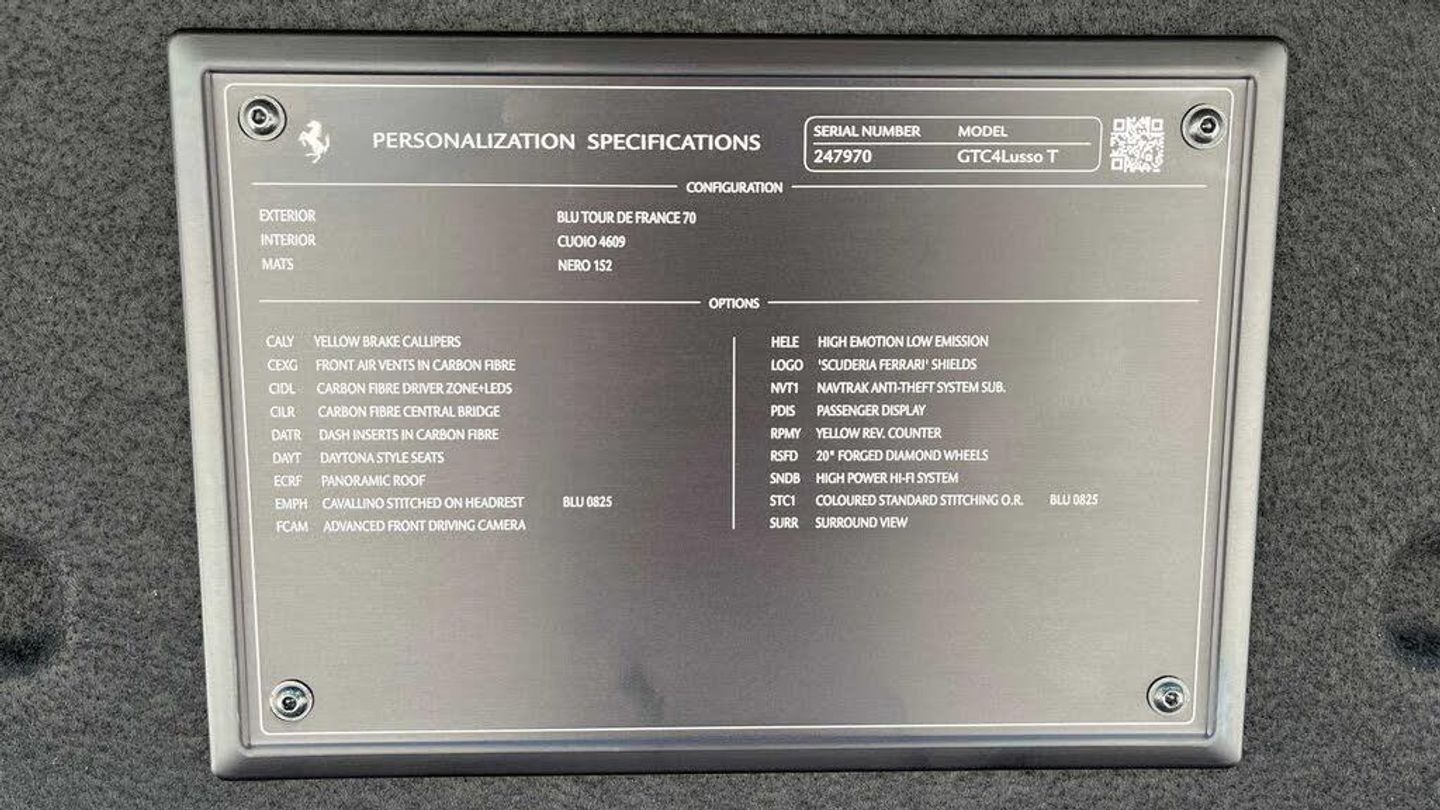 PERSONALIZATION SPECIFICATIONS
SERIAL NUMBER MODEL
247970 GTC4Lusso T
CONFIGURATION
EXTERIOR BLU TOUR DE FRANCE 70
INTERIOR CUOIO 4609
MATS NERO 152
OPTIONS
CALY YELLOW BRAKE CALLIPERS
CEXG FRONT AIR VENTS IN CARBON FIBRE
CIDL CARBON FIBRE DRIVER ZONE+LEDS
CILR CARBON FIBRE CENTRAL BRIDGE
DATR DASH INSERTS IN CARBON FIBRE
DAYT DAYTONA STYLE SEATS
ECRF PANORAMIC ROOF
EMPH CAVALLINO STITCHED ON HEADREST BLU 0825
FCAM ADVANCED FRONT DRIVING CAMERA
HELE HIGH EMOTION LOW EMISSION
LOGO 'SCUDERIA FERRARI' SHIELDS
NVT1 NAVTRAK ANTI-THEFT SYSTEM SUB.
PDIS PASSENGER DISPLAY
RPMY YELLOW REV. COUNTER
RSFD 20" FORGED DIAMOND WHEELS
SNDB HIGH POWER HI-FI SYSTEM
STC1 COLOURED STANDARD STITCHING O.R. BLU 0825
SURR SURROUND VIEW